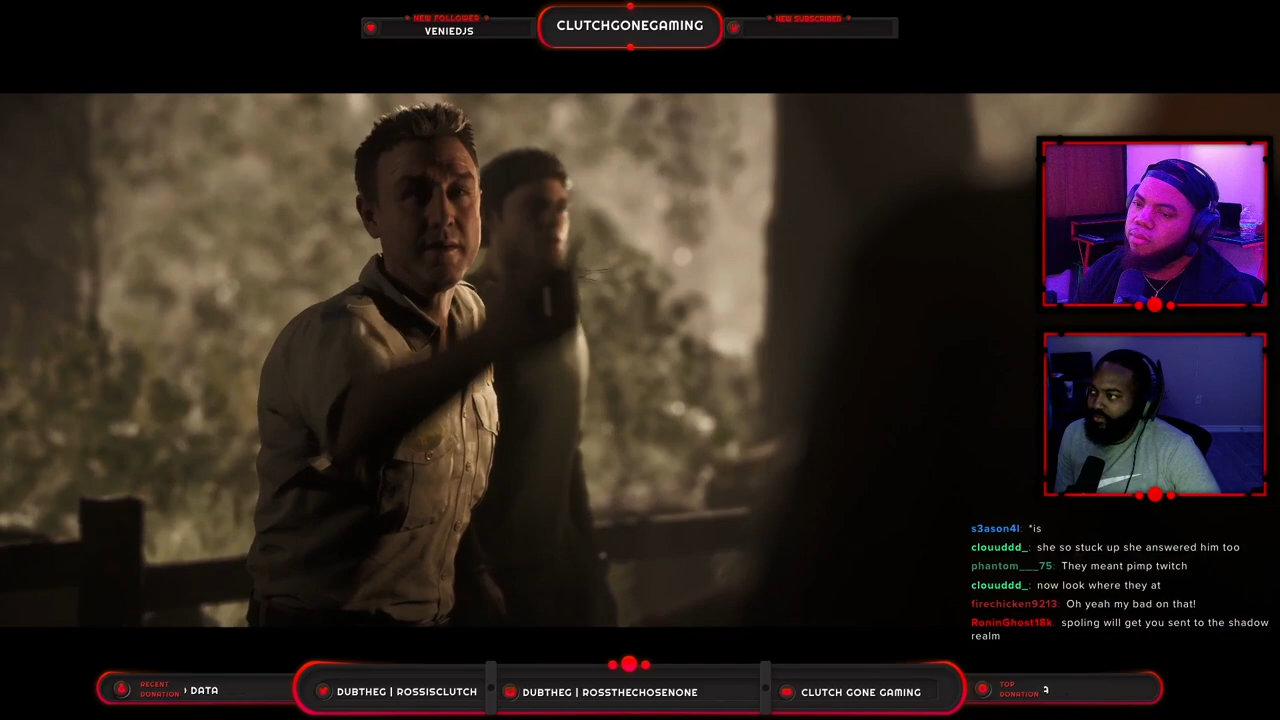 NEW FOLLOWER
VENIEDJS
CLUTCHGONEGAMING
NEW SUBSCRIBED
s3ason4l: *is
clouuddd_: she so stuck up she answered him too
phantom___75: They meant pimp twitch
clouuddd_: now look where they at
firechicken9213: Oh yeah my bad on that!
RoninGhost18k: spoling will get you sent to the shadow
realm
RECENT
DONATION
DATA
DUBTHEG | ROSSISCLUTCH
DUBTHEG | ROSSTHECHOSENONE
CLUTCH GONE GAMING
TOP
DONATION